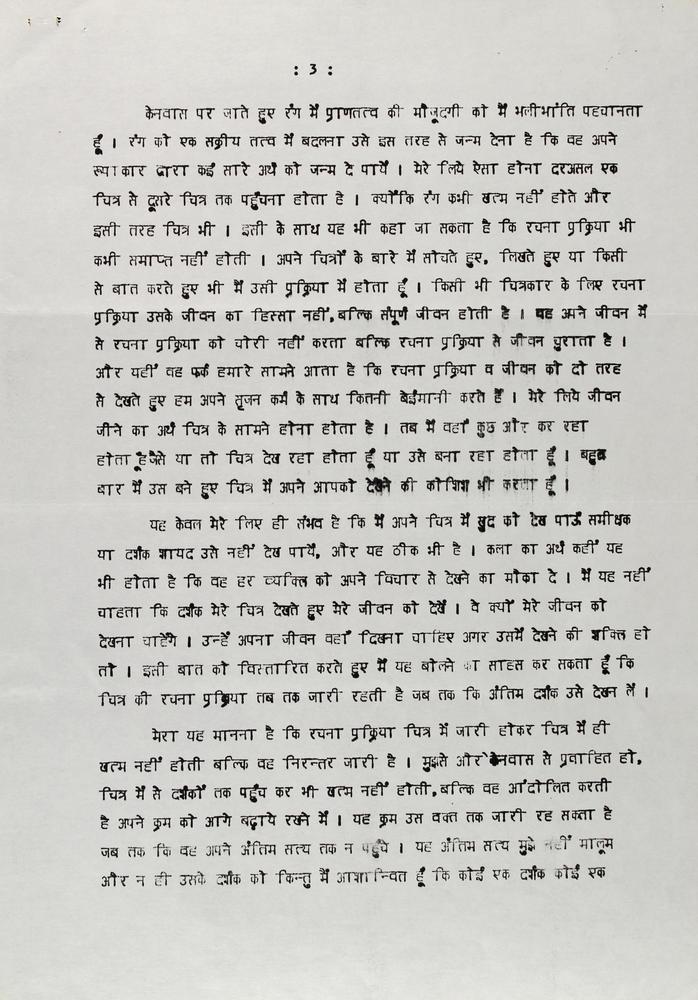 : 3 :
केनवास पर जाते हुए रंग में प्राणतत्व की मौजूदगी को मैं भलीभांति पहचानता
हूँ । रंग को एक सक्रीय तत्व में बदलना उसे इस तरह से जन्म देना है कि वह अपने
रूपाकार द्वारा कई सारे अर्थ को जन्म दे पायें । मेरे लिये ऐसा होना दरअसल एक
चित्र से दूसरे चित्र तक पहुँचना होता है । क्योंकि रंग कभी खत्म नहीं होते और
इसी तरह चित्र भी । इसी के साथ यह भी कहा जा सकता है कि रचना प्रक्रिया भी
कभी समाप्त नहीं होती । अपने चित्रों के बारे में सोचते हुए, लिखते हुए या किसी
से बात करते हुए भी मैं उसी प्रक्रिया में होता हूँ । किसी भी चित्रकार के लिए रचना
प्रक्रिया उसके जीवन का हिस्सा नहीं, बल्कि संपूर्ण जीवन होती है । वह अपने जीवन में
से रचना प्रक्रिया को चोरी नहीं करता बल्कि रचना प्रक्रिया से जीवन चुराता है ।
और यहीं वह फर्क हमारे सामने आता है कि रचना प्रक्रिया व जीवन को दो तरह
से देखते हुए हम अपने सृजन कर्म के साथ कितनी बेईमानी करते हैं । मेरे लिये जीवन
जीने का अर्थ चित्र के सामने होना होता है । तब मैं वहाँ कुछ और कर रहा
होता हूँ जैसे या तो चित्र देख रहा होता हूँ या उसे बना रहा होता हूँ । बहुत
बार मैं उस बने हुए चित्र में अपने आपको देखने की कोशिश भी करता हूँ ।
यह केवल मेरे लिए ही संभव है कि मैं अपने चित्र में खुद को देख पाऊँ समीक्षक
या दर्शक शायद उसे नहीं देख पायें, और यह ठीक भी है । कला का अर्थ कहीं यह
भी होता है कि वह हर व्यक्ति को अपने विचार से देखने का मौका दे । मैं यह नहीं
चाहता कि दर्शक मेरे चित्र देखते हुए मेरे जीवन को देखें । वे क्यों मेरे जीवन को
देखना चाहेंगे । उन्हें अपना जीवन वहाँ दिखना चाहिए अगर उसमें देखने की शक्ति हो
तो । इसी बात को विस्तारित करते हुए मैं यह बोलने का साहस कर सकता हूँ कि
चित्र की रचना प्रक्रिया तब तक जारी रहती है जब तक कि अंतिम दर्शक उसे देख न लें ।
मेरा यह मानना है कि रचना प्रक्रिया चित्र में जारी होकर चित्र में ही
खत्म नहीं होती बल्कि वह निरन्तर जारी है । मुझसे और केनवास से प्रवाहित हो,
चित्र में से दर्शकों तक पहुँच कर भी खत्म नहीं होती, बल्कि वह आंदोलित करती
है अपने क्रम को आगे बढ़ाये रखने में । यह क्रम उस वक्त तक जारी रह सकता है
जब तक कि वह अपने अंतिम सत्य तक न पहुँचे । यह अंतिम सत्य मुझे नहीं मालूम
और न ही उसके दर्शक को किन्तु मैं आशान्वित हूँ कि कोई एक दर्शक कोई एक